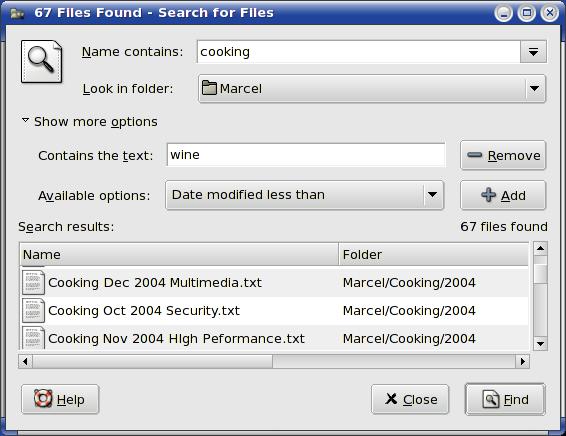 67 Files Found - Search for Files
Name contains: cooking
Look in folder: Marcel
Show more options
Contains the text: wine Remove
Available options: Date modified less than Add
Search results: 67 files found
Name Folder
Cooking Dec 2004 Multimedia.txt Marcel/Cooking/2004
Cooking Oct 2004 Security.txt Marcel/Cooking/2004
Cooking Nov 2004 HIgh Peformance.txt Marcel/Cooking/2004
Help Close Find